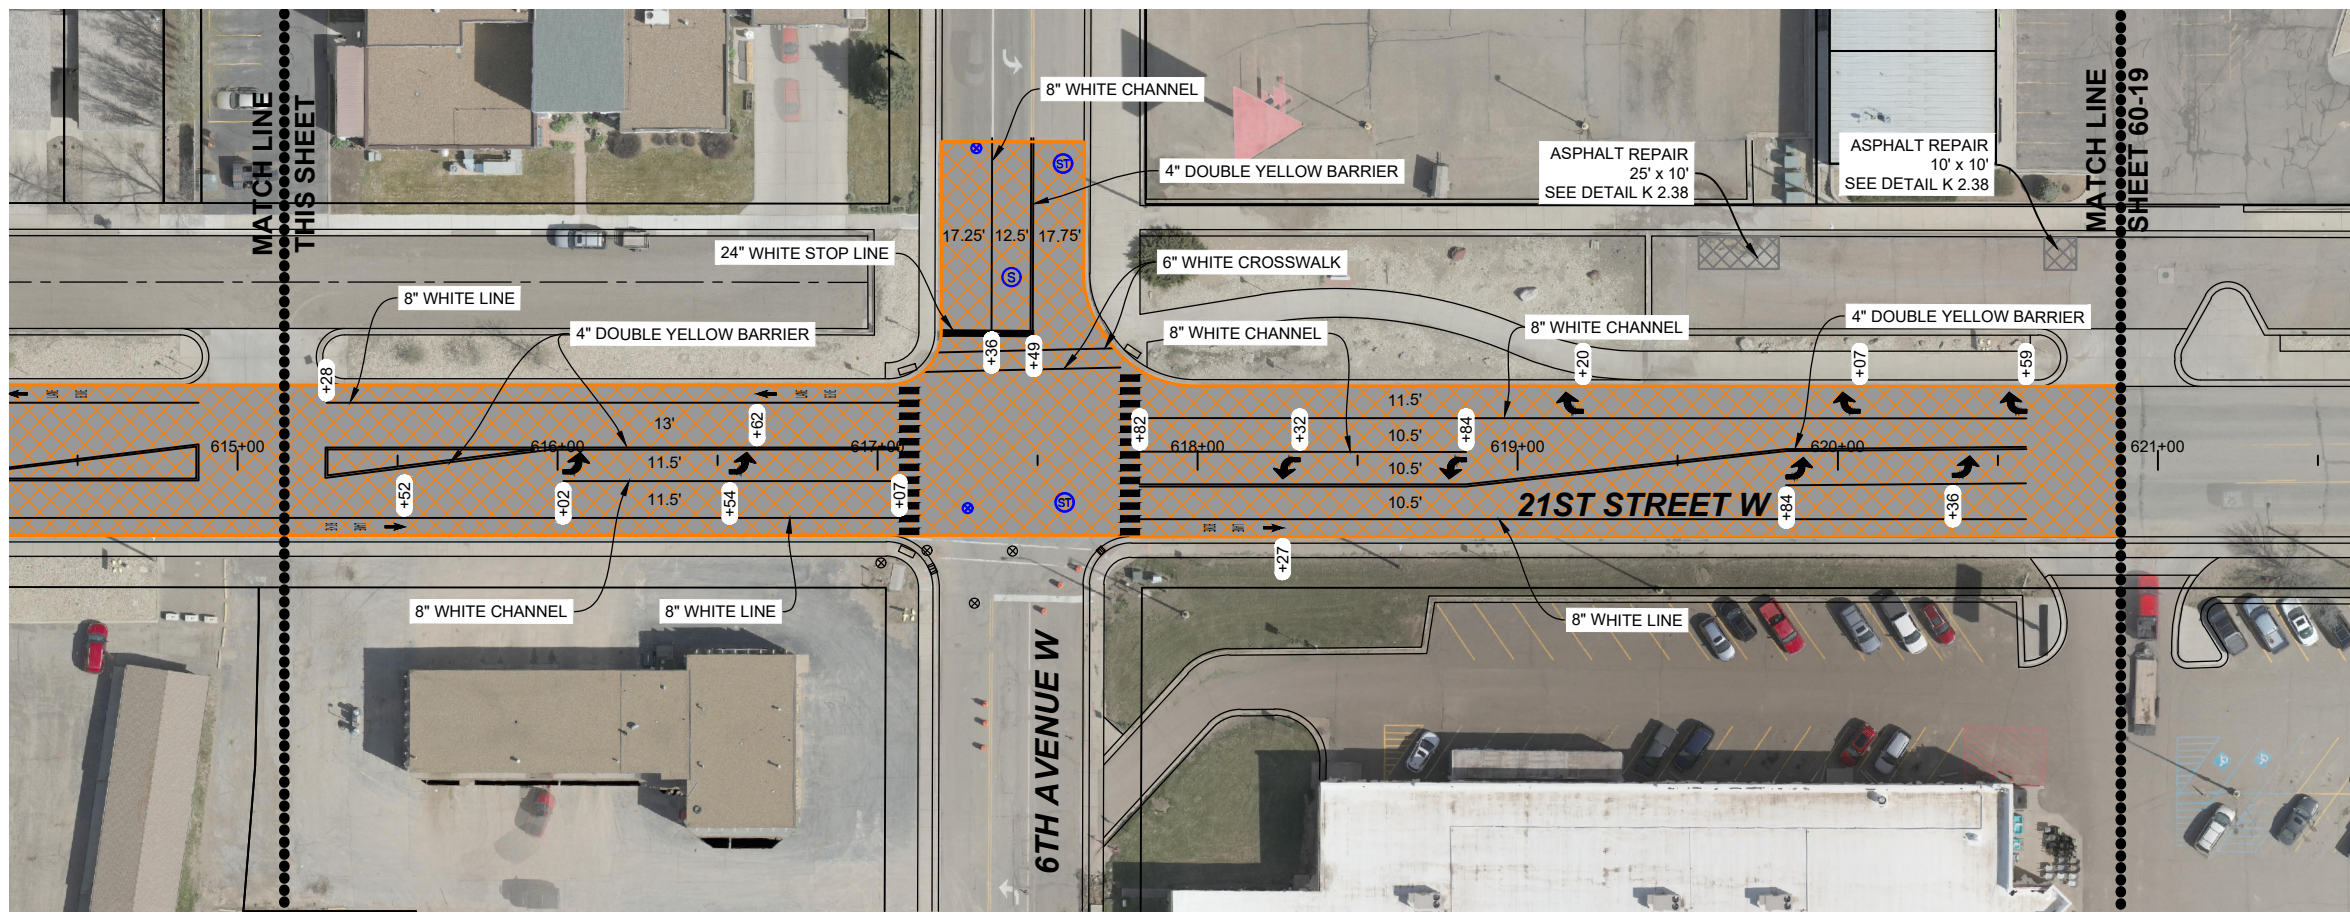 MATCH LINE
THIS SHEET
MATCH LINE
SHEET 60-19
8" WHITE CHANNEL
4" DOUBLE YELLOW BARRIER
ASPHALT REPAIR
25' x 10'
SEE DETAIL K 2.38
ASPHALT REPAIR
10' x 10'
SEE DETAIL K 2.38
ST
17.25'
12.5'
17.75'
S
24" WHITE STOP LINE
6" WHITE CROSSWALK
8" WHITE LINE
4" DOUBLE YELLOW BARRIER
8" WHITE CHANNEL
8" WHITE CHANNEL
4" DOUBLE YELLOW BARRIER
+36
+49
+28
+20
+07
+59
13'
+62
11.5'
+82
+32
+84
10.5'
615+00
616+00
617+00
618+00
619+00
620+00
621+00
11.5'
10.5'
11.5'
10.5'
+52
+02
+54
+07
ST
21ST STREET W
+84
+36
+27
8" WHITE CHANNEL
8" WHITE LINE
8" WHITE LINE
6TH AVENUE W